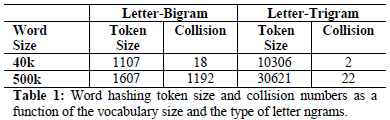 Letter-Bigram Letter-Trigram
Word Size Token Size Collision Token Size Collision
40k 1107 18 10306 2
500k 1607 1192 30621 22
Table 1: Word hashing token size and collision numbers as a
function of the vocabulary size and the type of letter ngrams.